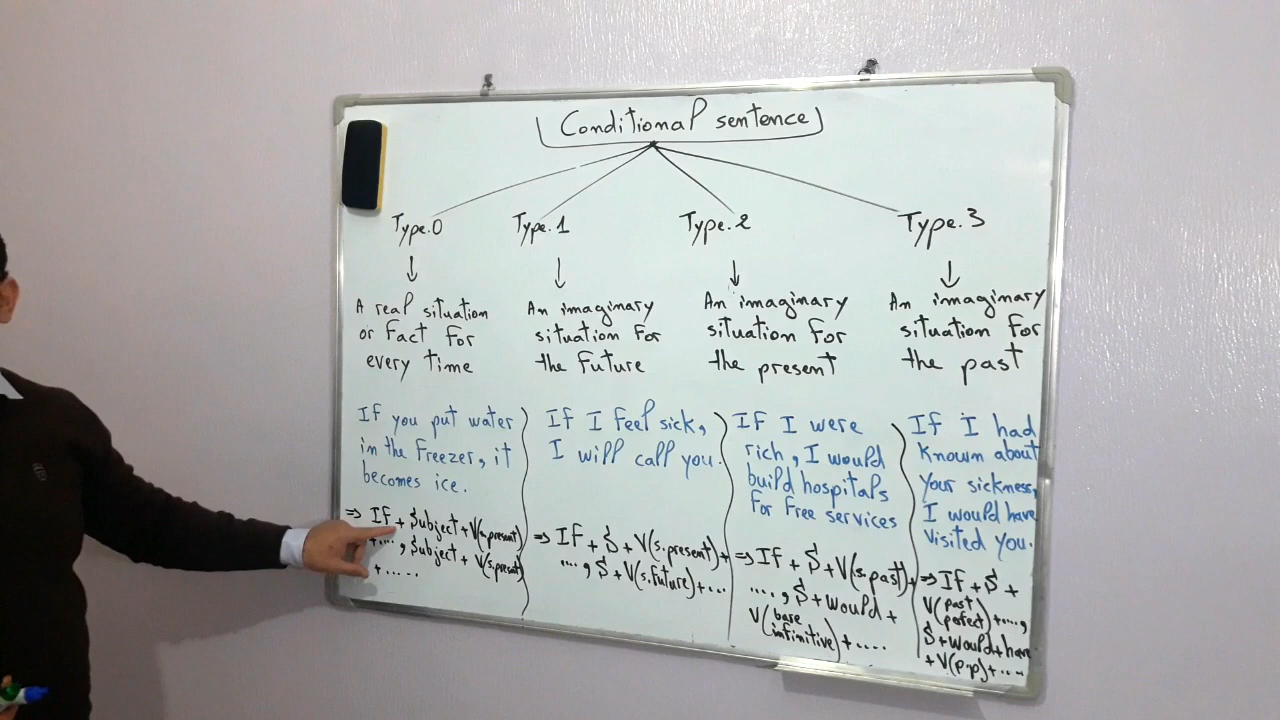 Conditional sentence
Type.0
A real situation
or fact for
every time
If you put water
in the freezer, it
becomes ice.
⇒ If + Subject + V(s.present)
+...., Subject + V(s.present)
+......
Type.1
An imaginary
situation for
the future
If I feel sick,
I will call you.
⇒ If + S + V(s.present) +
...., S + V(s.future) + ...
Type.2
An imaginary
situation for
the present
If I were
rich, I would
build hospitals
for free services
⇒ If + S + V(s.past) +
...., S + would +
V(bare
infinitive) + ....
Type.3
An imaginary
situation for
the past
If I had
known about
your sickness,
I would have
visited you.
⇒ If + S +
V(past
perfect) + ....,
S + would + have
+ V(p.p) + ....